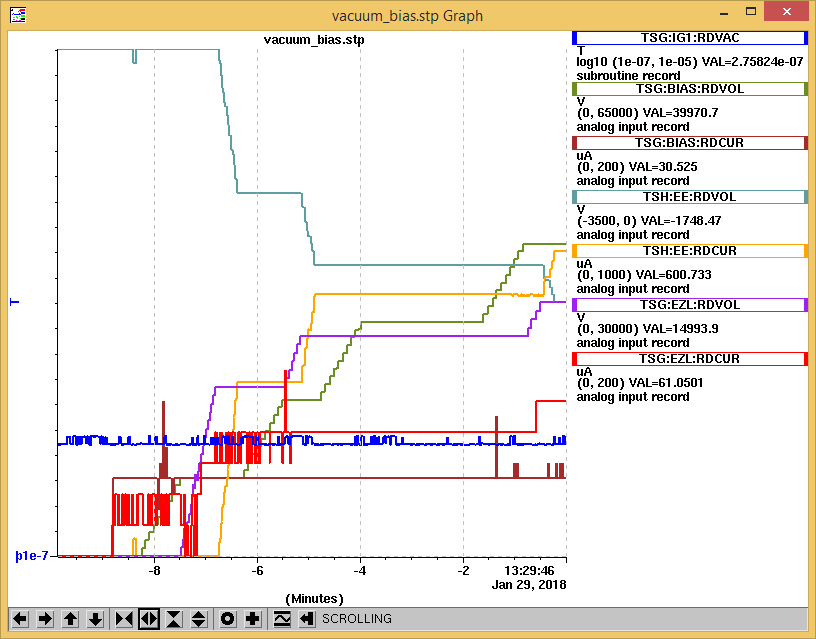 vacuum_bias.stp Graph
vacuum_bias.stp
T
1e-7
-8
-6
-4
-2
13:29:46
Jan 29, 2018
(Minutes)
TSG:IG1:RDVAC
T
log10 (1e-07, 1e-05) VAL=2.75824e-07
subroutine record
TSG:BIAS:RDVOL
V
(0, 65000) VAL=39970.7
analog input record
TSG:BIAS:RDCUR
uA
(0, 200) VAL=30.525
analog input record
TSH:EE:RDVOL
V
(-3500, 0) VAL=-1748.47
analog input record
TSH:EE:RDCUR
uA
(0, 1000) VAL=600.733
analog input record
TSG:EZL:RDVOL
V
(0, 30000) VAL=14993.9
analog input record
TSG:EZL:RDCUR
uA
(0, 200) VAL=61.0501
analog input record
SCROLLING